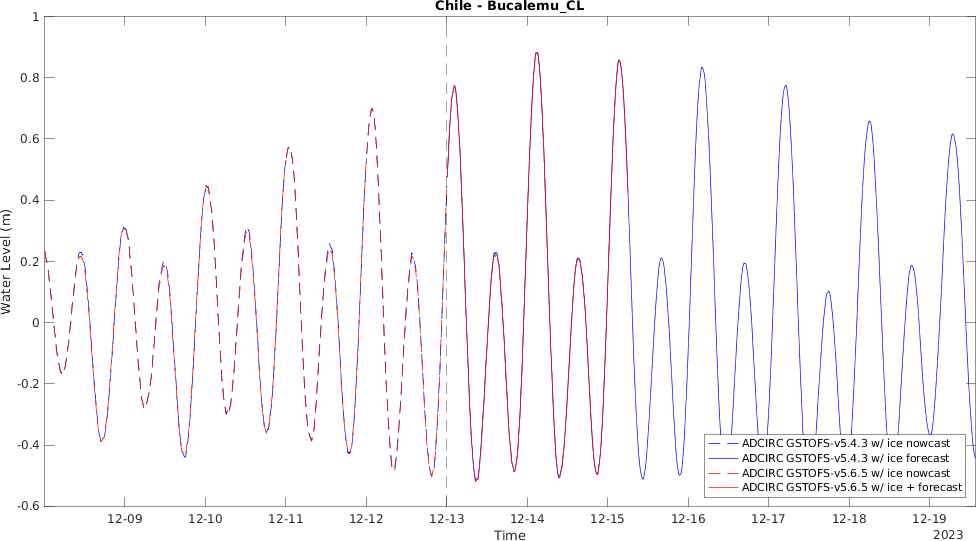 Chile - Bucalemu_CL
1
0.8
0.6
0.4
0.2
0
-0.2
-0.4
-0.6
Water Level (m)
ADCIRC GSTOFS-v5.4.3 w/ ice nowcast
ADCIRC GSTOFS-v5.4.3 w/ ice forecast
ADCIRC GSTOFS-v5.6.5 w/ ice nowcast
ADCIRC GSTOFS-v5.6.5 w/ ice + forecast
12-09 12-10 12-11 12-12 12-13 12-14 12-15 12-16 12-17 12-18 12-19
Time
2023